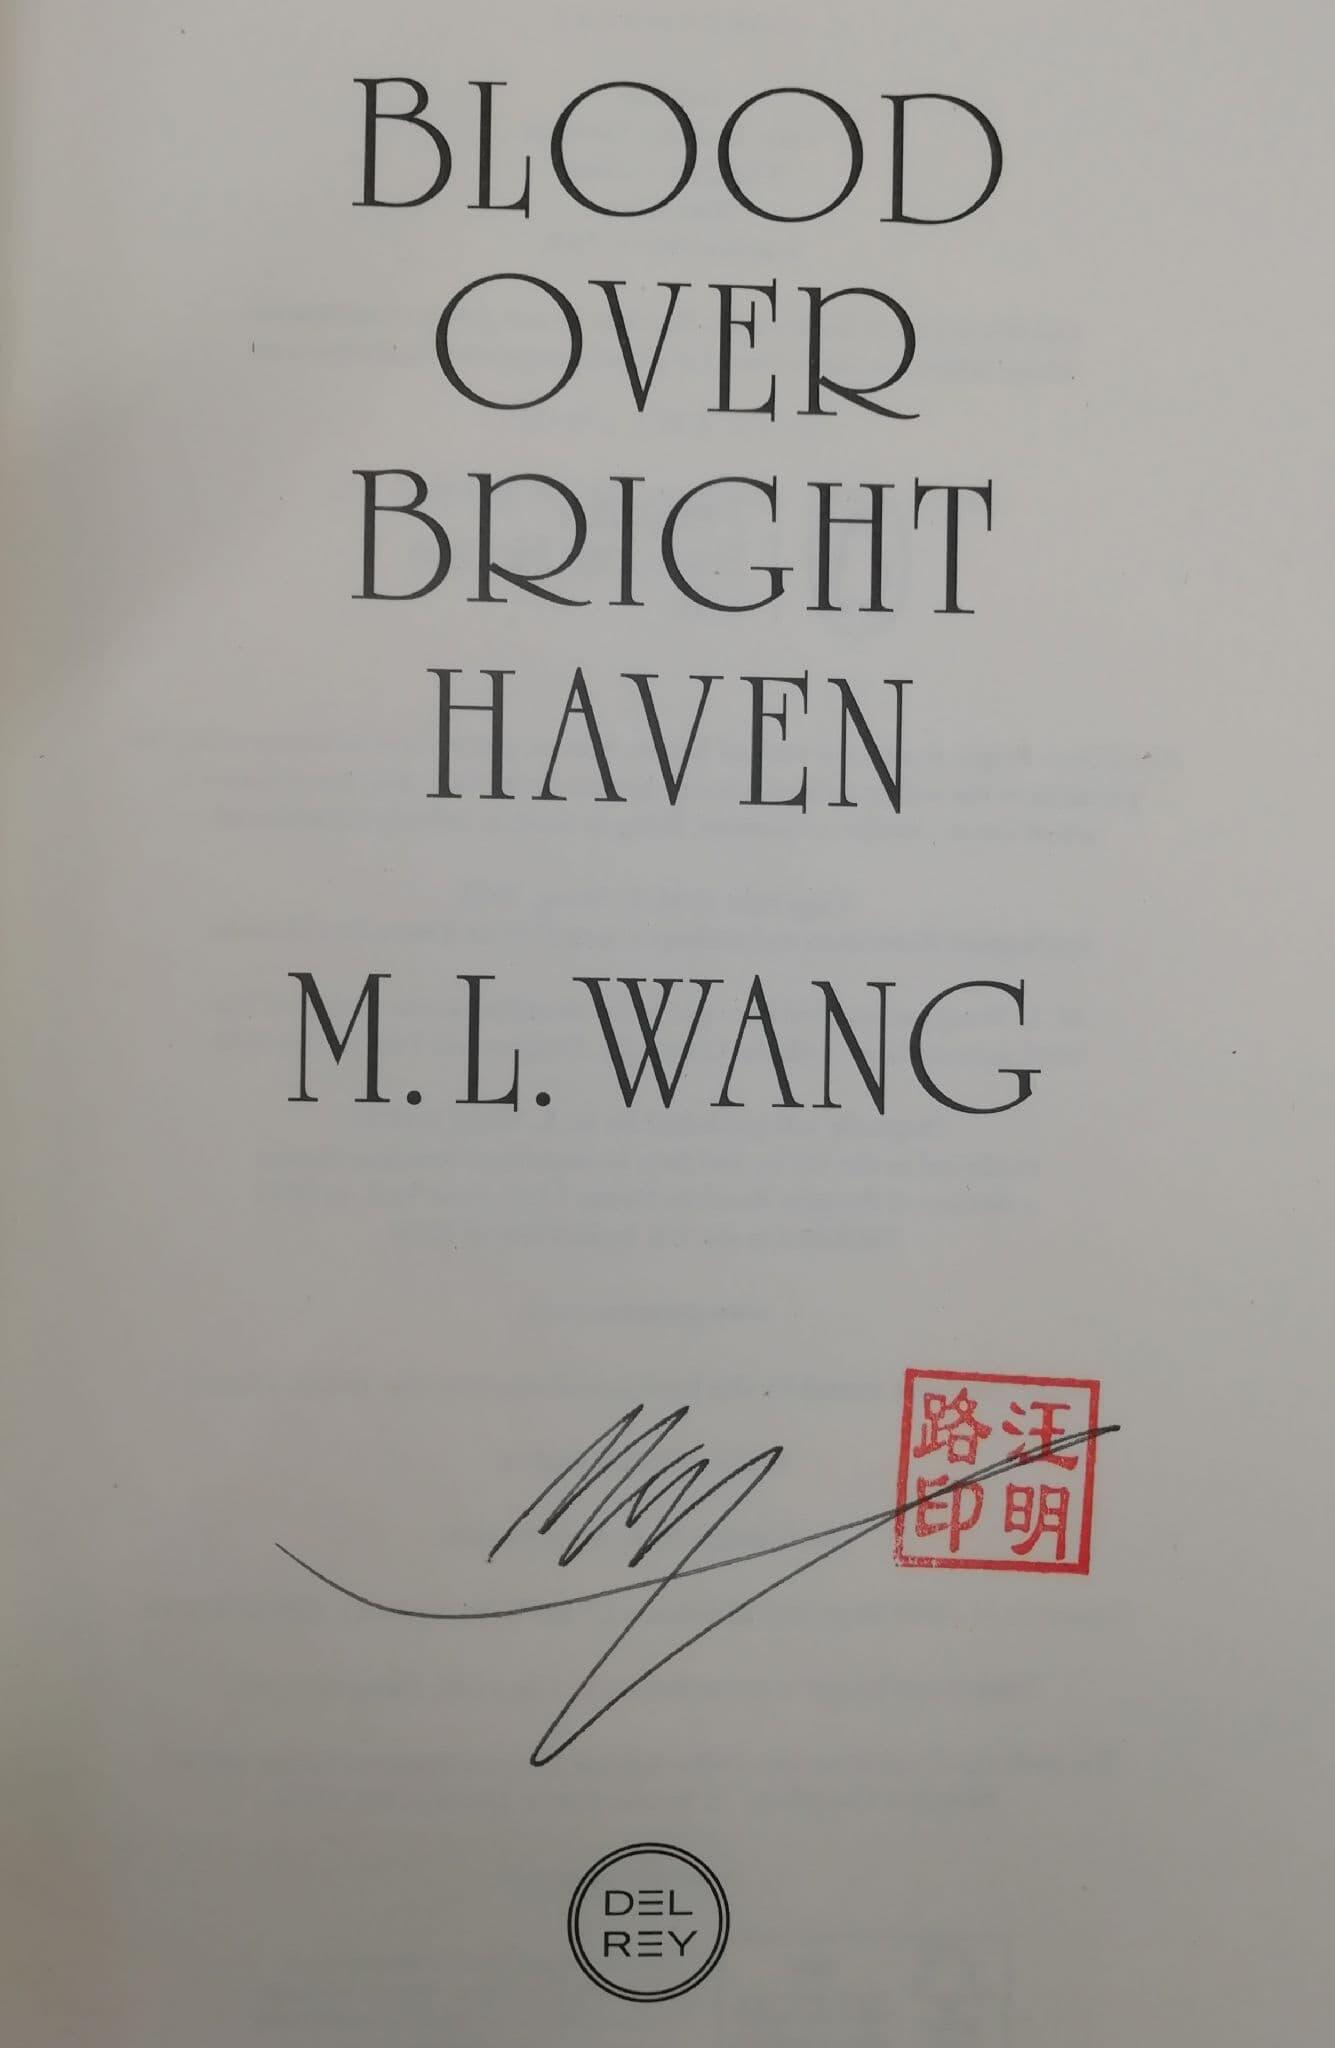 BLOOD
OVER
BRIGHT
HAVEN
M. L. WANG
汪明
路印
DEL
REY